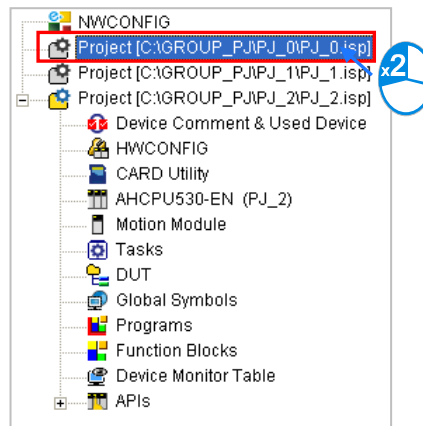 NWCONFIG
Project [C:\GROUP_PJ\PJ_0\PJ_0.isp]
Project [C:\GROUP_PJ\PJ_1\PJ_1.isp]
x2
Project [C:\GROUP_PJ\PJ_2\PJ_2.isp]
Device Comment & Used Device
HWCONFIG
CARD Utility
AHCPU530-EN (PJ_2)
Motion Module
Tasks
DUT
Global Symbols
Programs
Function Blocks
Device Monitor Table
APIs